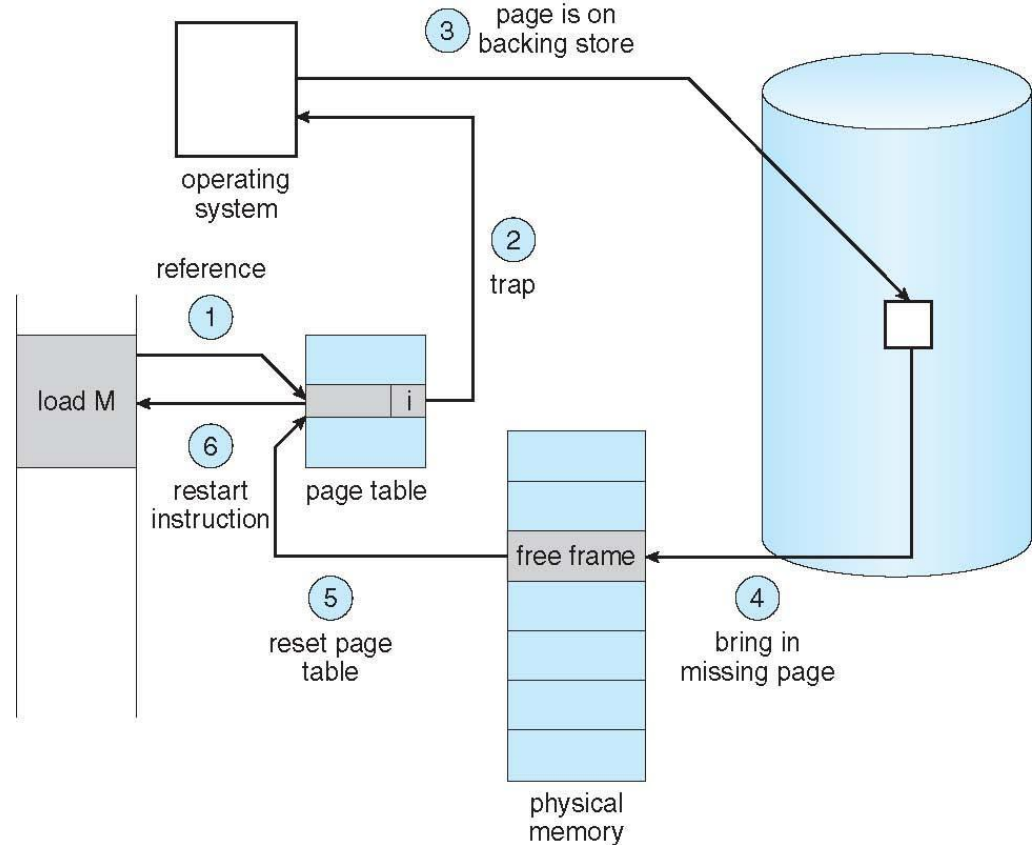 3
page is on
backing store
operating
system
2
trap
reference
1
load M
i
6
restart
instruction
page table
free frame
5
reset page
table
4
bring in
missing page
physical
memory